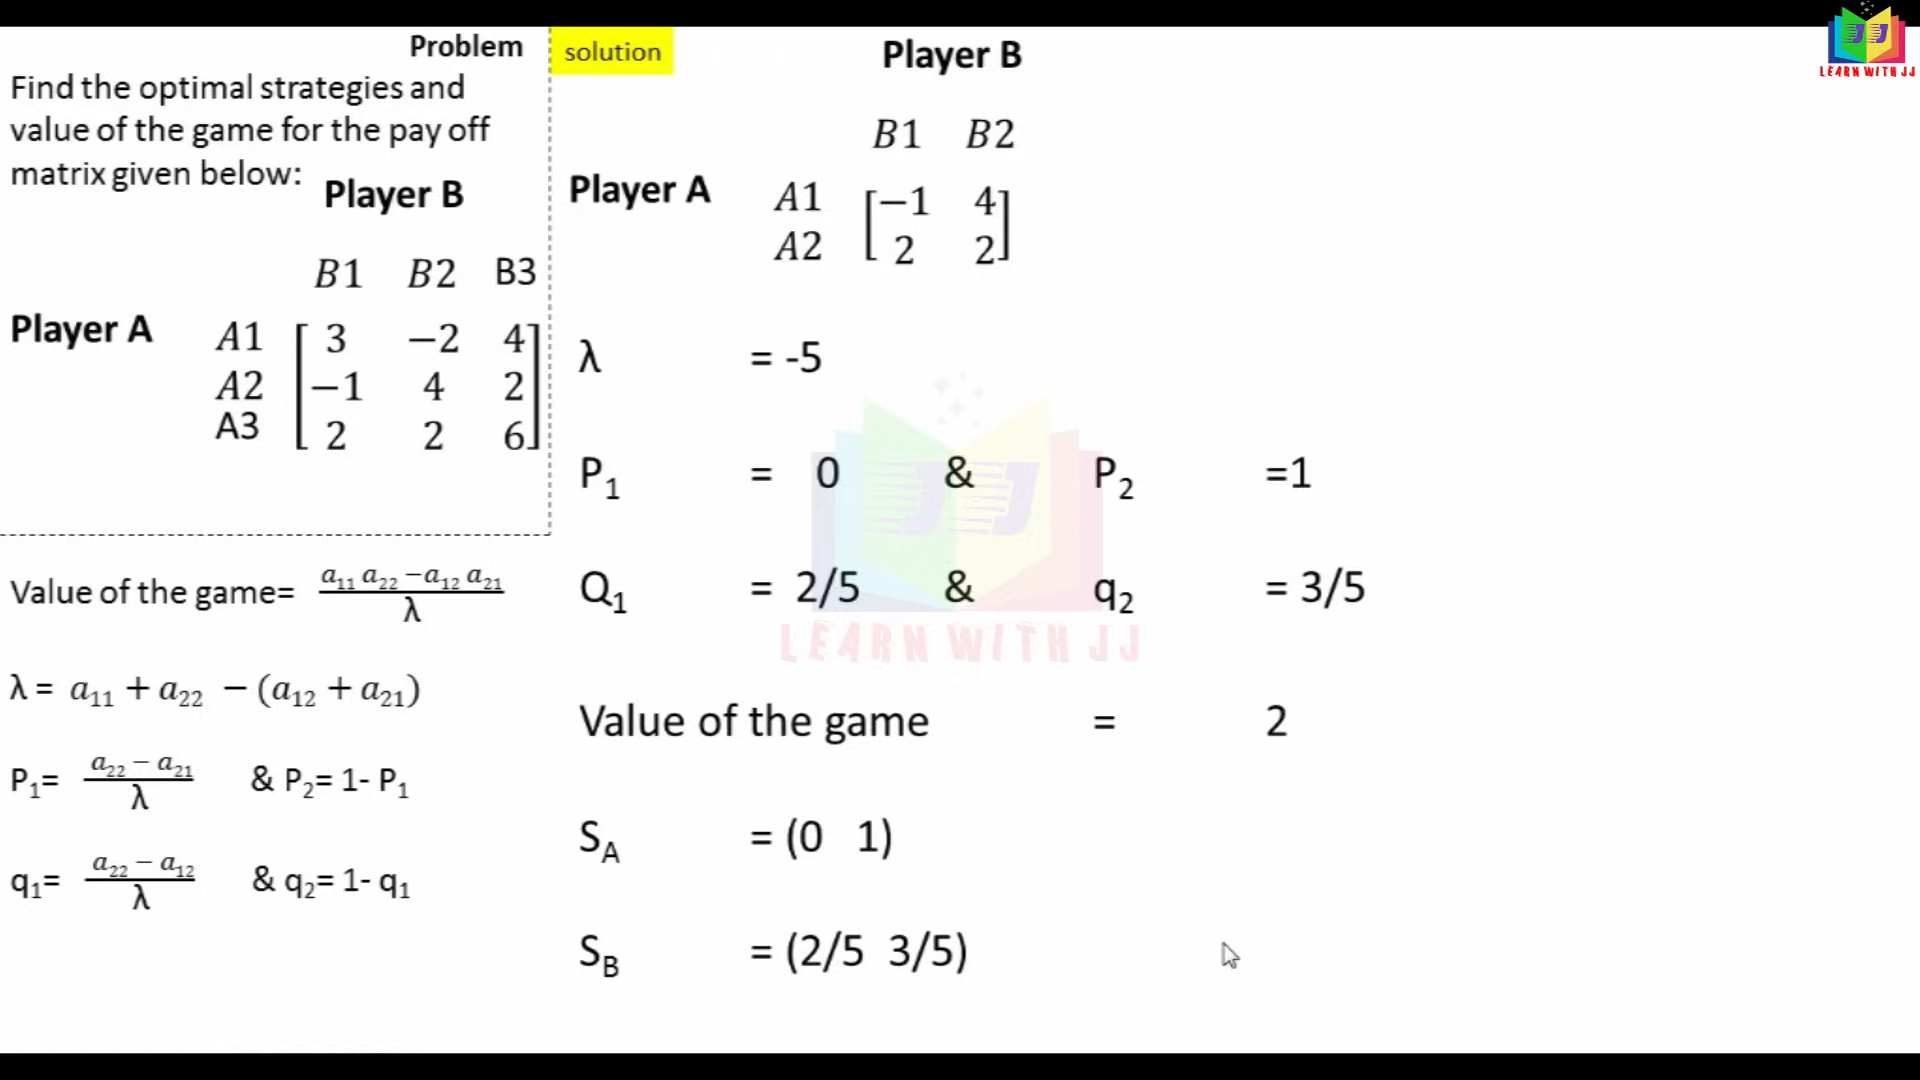 Problem
Find the optimal strategies and
value of the game for the pay off
matrix given below:
Player B
B1 B2 B3
Player A
A1 3 −2 4
A2 −1 4 2
A3 2 2 6
Value of the game= a11 a22 −a12 a21 / λ
λ = a11 + a22 − (a12 + a21)
P1= a22 − a21 / λ & P2= 1- P1
q1= a22 − a12 / λ & q2= 1- q1
solution
Player B
B1 B2
Player A
A1 −1 4
A2 2 2
λ = -5
P1 = 0 & P2 =1
Q1 = 2/5 & q2 = 3/5
Value of the game = 2
SA = (0 1)
SB = (2/5 3/5)
JJ
LEARN WITH JJ
JJ
LEARN WITH JJ